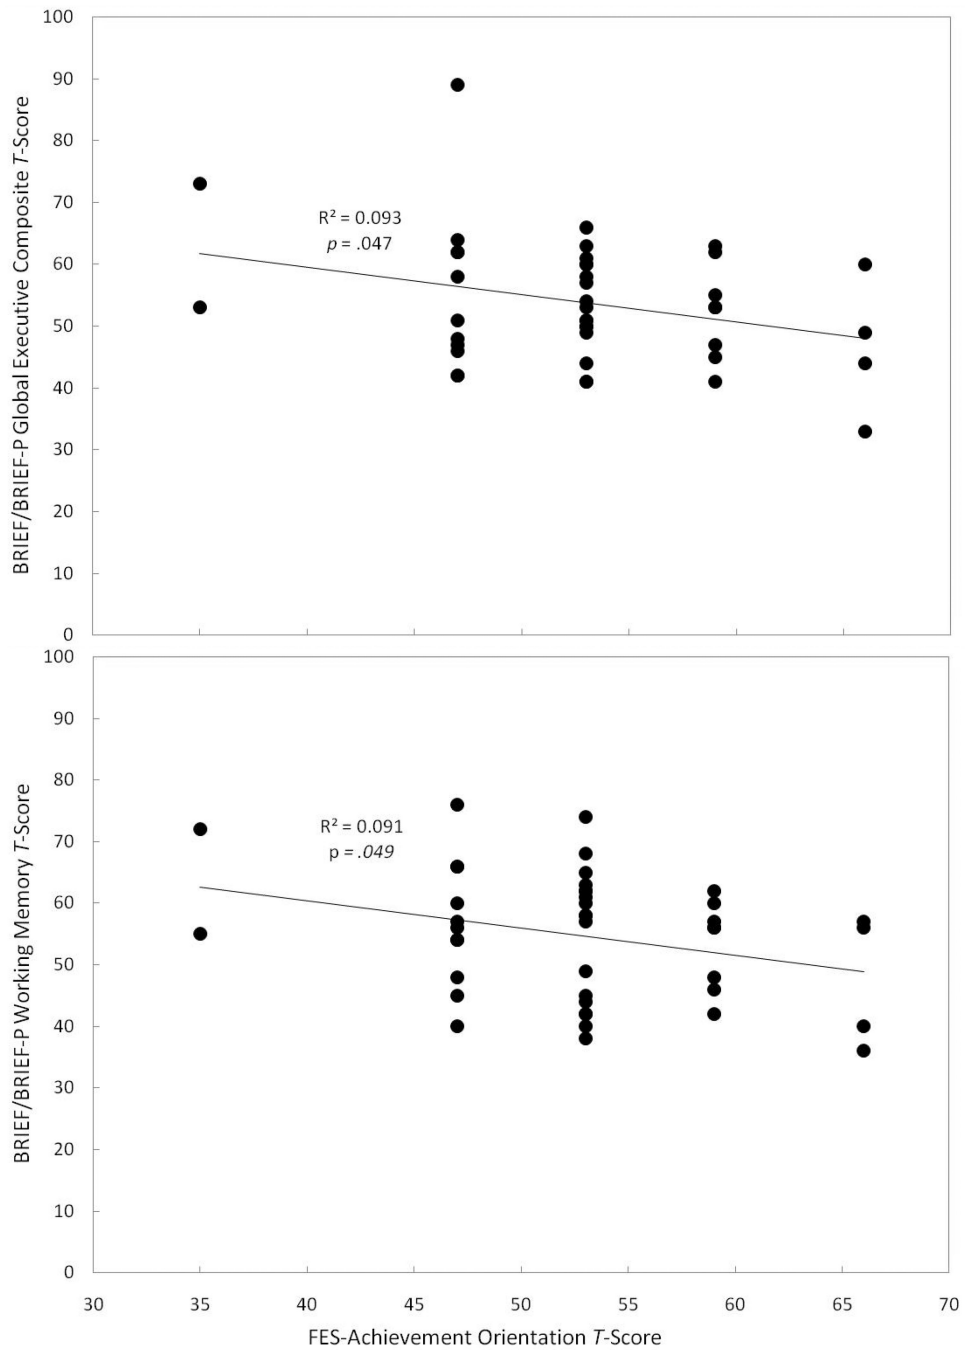 100
90
80
70
60
50
40
30
20
10
0
BRIEF/BRIEF-P Global Executive Composite T-Score
R² = 0.093
p = .047
100
90
80
70
60
50
40
30
20
10
0
BRIEF/BRIEF-P Working Memory T-Score
R² = 0.091
p = .049
30 35 40 45 50 55 60 65 70
FES-Achievement Orientation T-Score